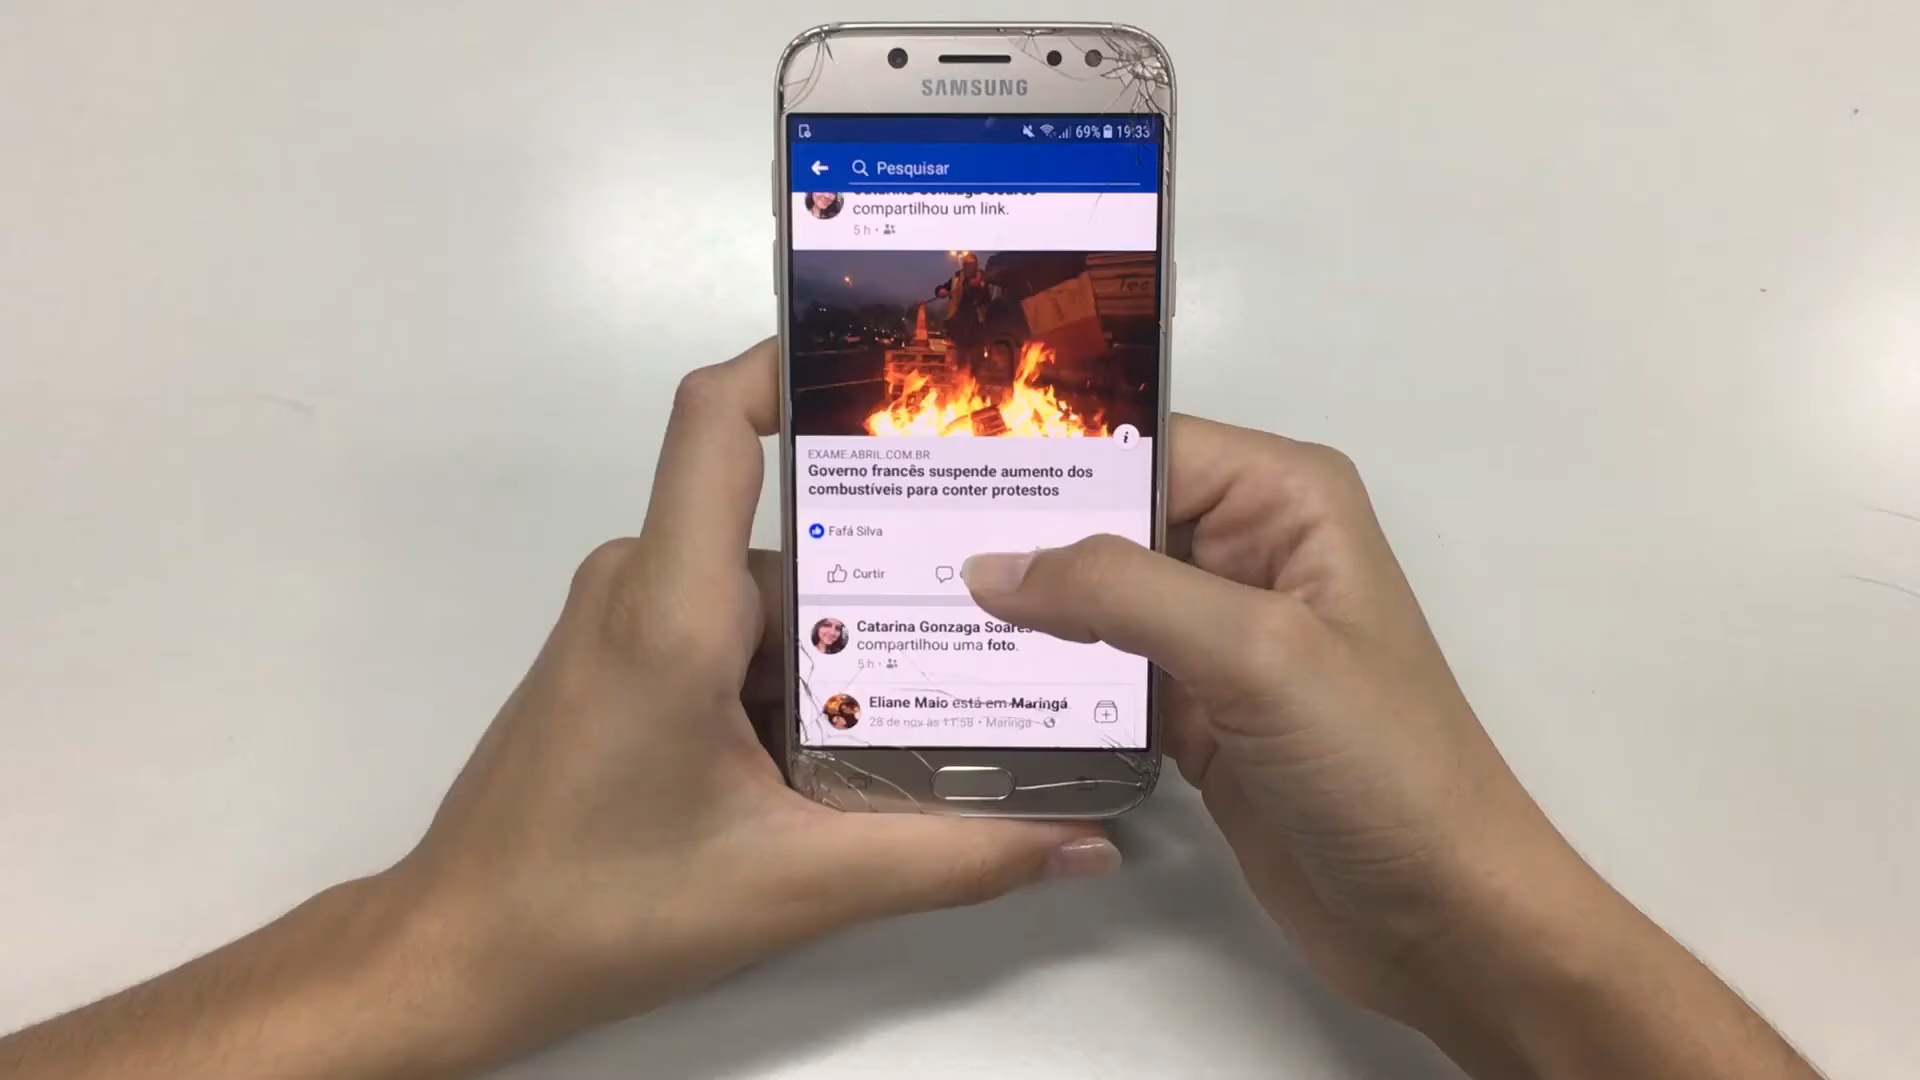 SAMSUNG
69% 19:33
Pesquisar
compartilhou um link.
5 h
Tec
EXAME.ABRIL.COM.BR
Governo francês suspende aumento dos
combustíveis para conter protestos
Fafá Silva
Curtir
Catarina Gonzaga Soares
compartilhou uma foto.
5 h
Eliane Maio está em Maringá
28 de nov às 11:58 • Maringá